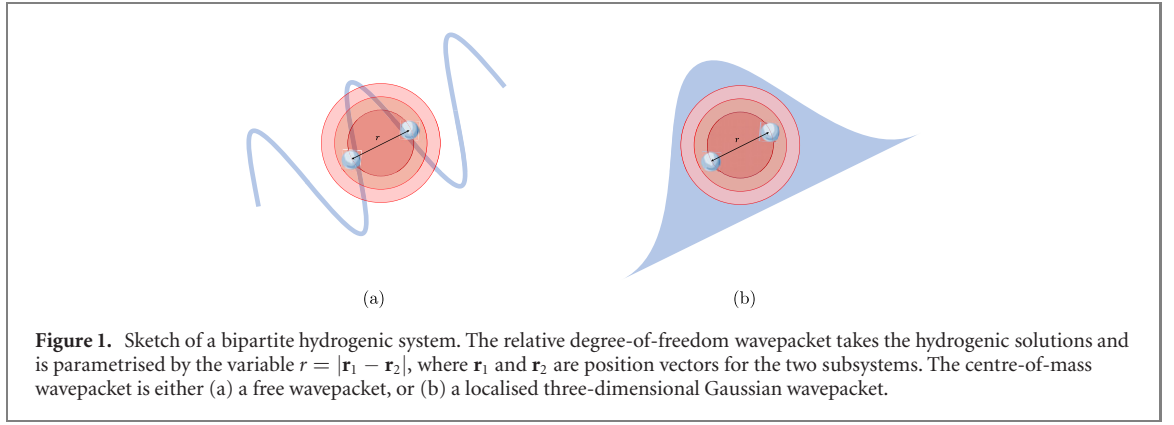 r
r
(a)
(b)
Figure 1. Sketch of a bipartite hydrogenic system. The relative degree-of-freedom wavepacket takes the hydrogenic solutions and
is parametrised by the variable r = |r₁ − r₂|, where r₁ and r₂ are position vectors for the two subsystems. The centre-of-mass
wavepacket is either (a) a free wavepacket, or (b) a localised three-dimensional Gaussian wavepacket.